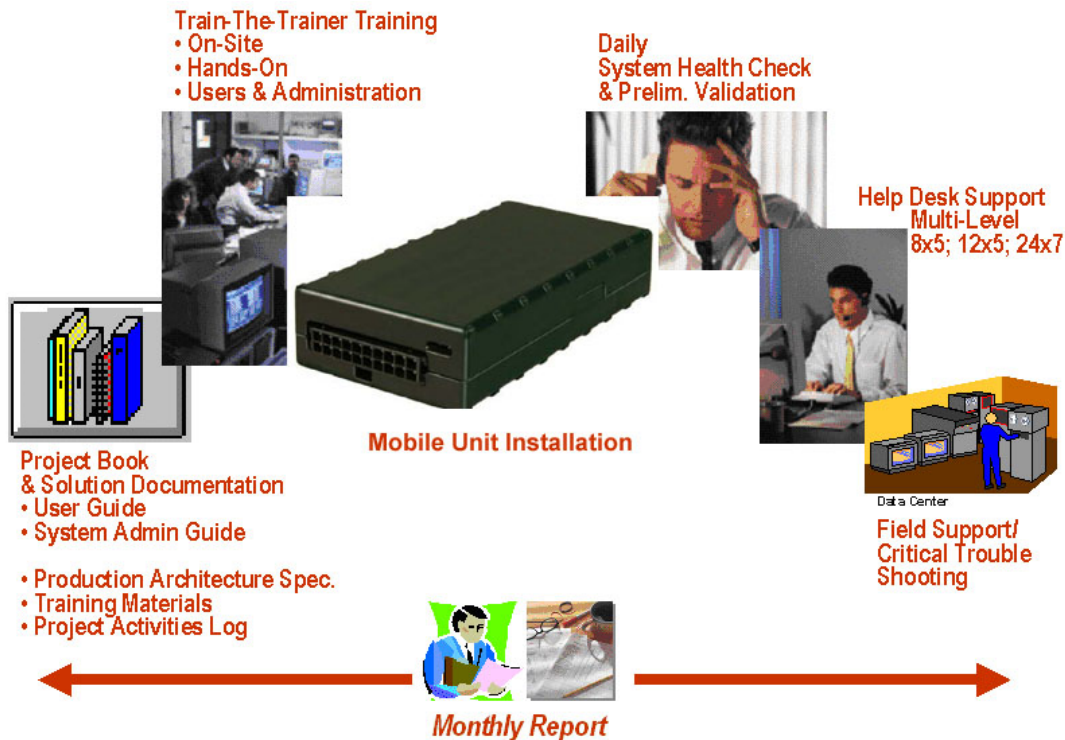 Train-The-Trainer Training
• On-Site
• Hands-On
• Users & Administration
Daily
System Health Check
& Prelim. Validation
Help Desk Support
Multi-Level
8x5; 12x5; 24x7
Mobile Unit Installation
Project Book
& Solution Documentation
• User Guide
• System Admin Guide
• Production Architecture Spec.
• Training Materials
• Project Activities Log
Data Center
Field Support/
Critical Trouble
Shooting
Monthly Report